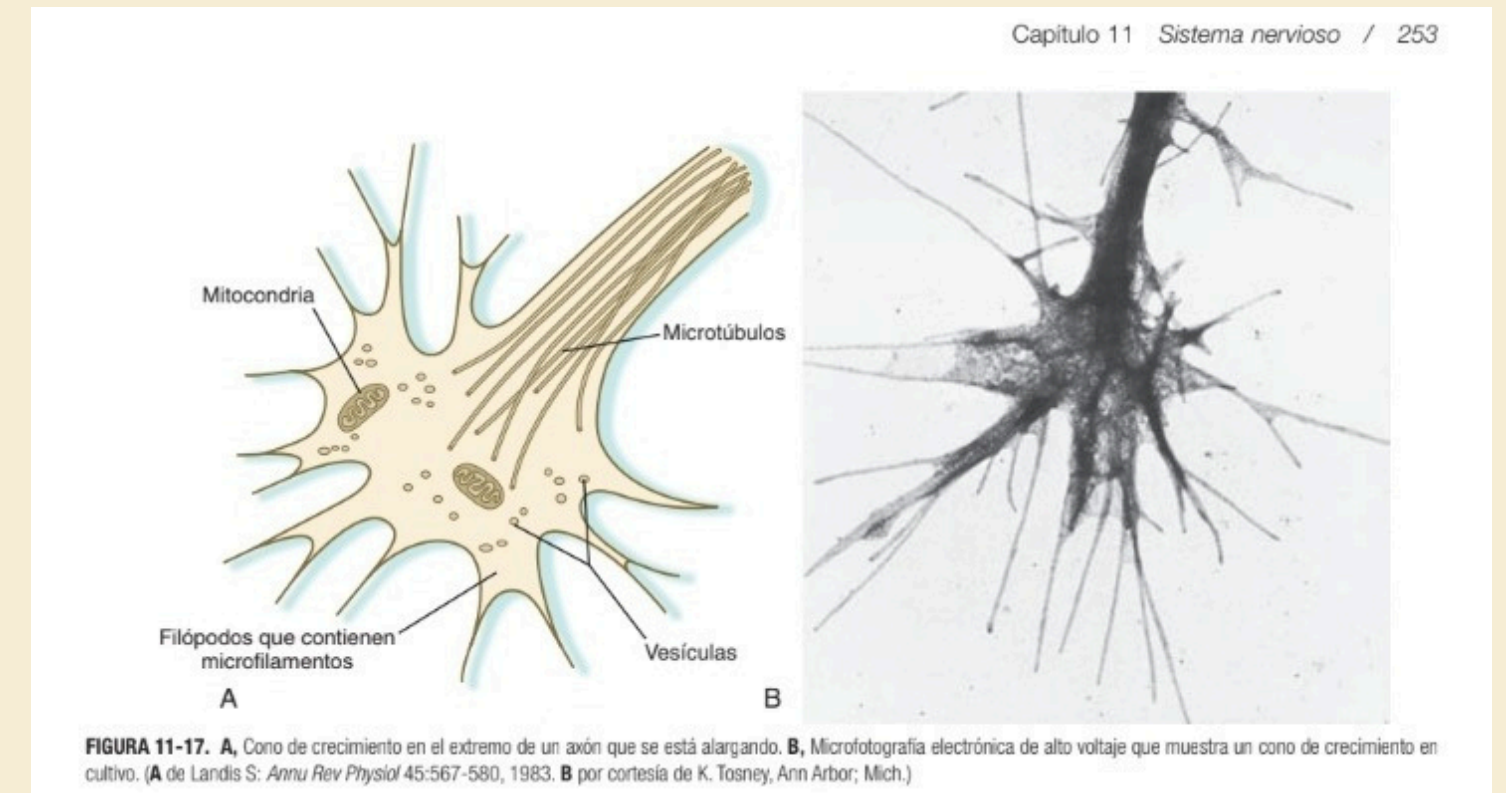 Capítulo 11 Sistema nervioso / 253
Mitocondria
Microtúbulos
Filópodos que contienen
microfilamentos
Vesículas
A
B
FIGURA 11-17. A, Cono de crecimiento en el extremo de un axón que se está alargando. B, Microfotografía electrónica de alto voltaje que muestra un cono de crecimiento en
cultivo. (A de Landis S: Annu Rev Physiol 45:567-580, 1983. B por cortesía de K. Tosney, Ann Arbor; Mich.)